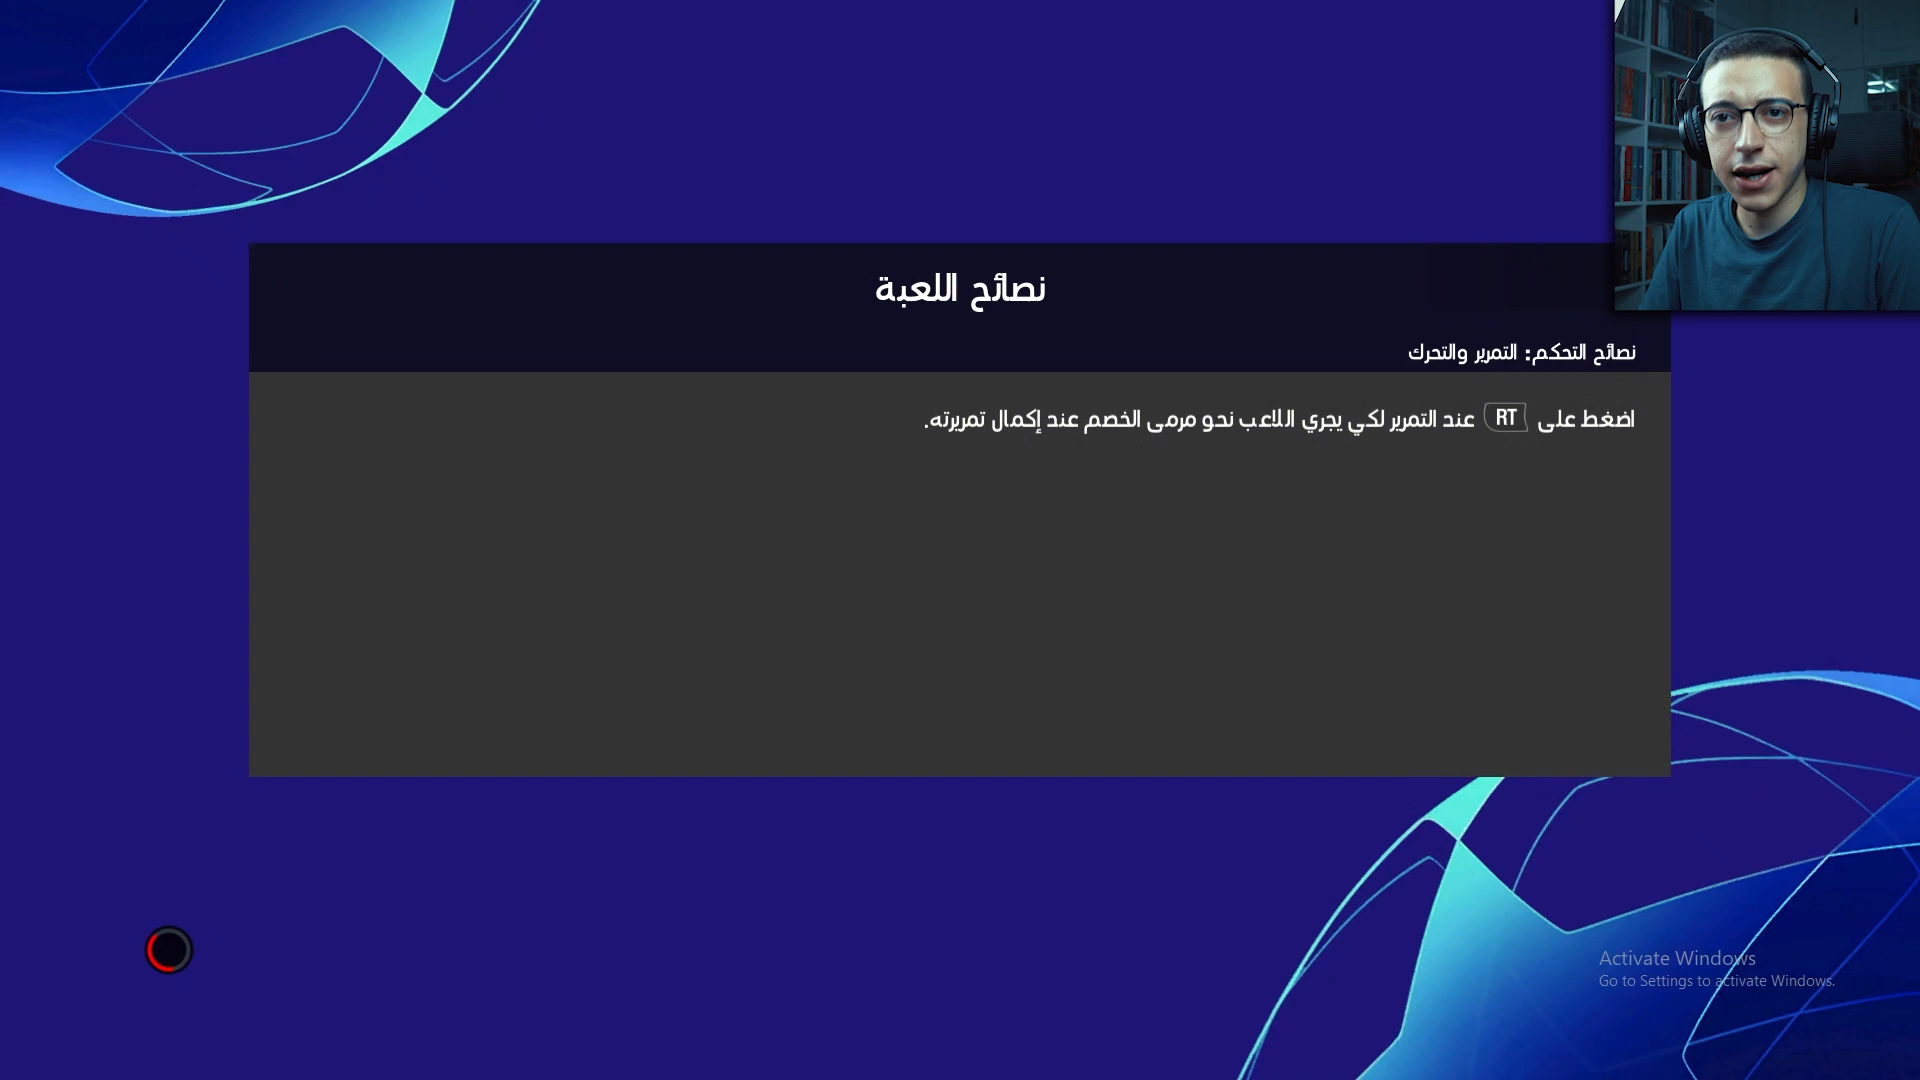 نصائح اللعبة
نصائح التحكم: التمرير والتحرك
اضغط على RT عند التمرير لكي يجري اللاعب نحو مرمى الخصم عند إكمال تمريرته.
Activate Windows
Go to Settings to activate Windows.